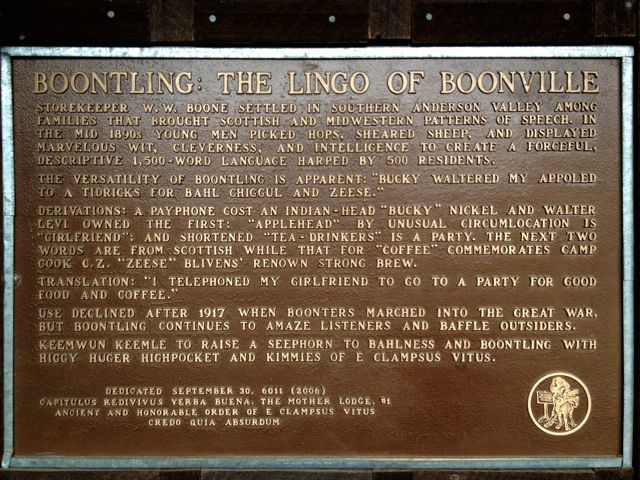 BOONTLING: THE LINGO OF BOONVILLE
STOREKEEPER W. W. BOONE SETTLED IN SOUTHERN ANDERSON VALLEY AMONG
FAMILIES THAT BROUGHT SCOTTISH AND MIDWESTERN PATTERNS OF SPEECH. IN
THE MID 1890s YOUNG MEN PICKED HOPS, SHEARED SHEEP, AND DISPLAYED
MARVELOUS WIT, CLEVERNESS, AND INTELLIGENCE TO CREATE A FORCEFUL,
DESCRIPTIVE 1,500-WORD LANGUAGE HARPED BY 500 RESIDENTS.
THE VERSATILITY OF BOONTLING IS APPARENT: "BUCKY WALTERED MY APPOLED
TO A TIDRICKS FOR BAHL CHIGGUL AND ZEESE."
DERIVATIONS: A PAYPHONE COST AN INDIAN-HEAD "BUCKY" NICKEL AND WALTER
LEVI OWNED THE FIRST; "APPLEHEAD" BY UNUSUAL CIRCUMLOCATION IS
"GIRLFRIEND"; AND SHORTENED "TEA-DRINKERS" IS A PARTY. THE NEXT TWO
WORDS ARE FROM SCOTTISH WHILE THAT FOR "COFFEE" COMMEMORATES CAMP
COOK C.Z. "ZEESE" BLIVENS' RENOWN STRONG BREW.
TRANSLATION: "I TELEPHONED MY GIRLFRIEND TO GO TO A PARTY FOR GOOD
FOOD AND COFFEE."
USE DECLINED AFTER 1917 WHEN BOONTERS MARCHED INTO THE GREAT WAR,
BUT BOONTLING CONTINUES TO AMAZE LISTENERS AND BAFFLE OUTSIDERS.
KEEMWUN KEEMLE TO RAISE A SEEPHORN TO BAHLNESS AND BOONTLING WITH
HIGGY HUGER HIGHPOCKET AND KIMMIES OF E CLAMPSUS VITUS.
DEDICATED SEPTEMBER 30, 6011 (2006)
CAPITULUS REDIVIVUS YERBA BUENA, THE MOTHER LODGE, #1
ANCIENT AND HONORABLE ORDER OF E CLAMPSUS VITUS
CREDO QUIA ABSURDUM